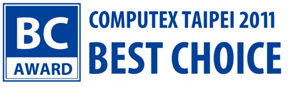 BC
AWARD
COMPUTEX TAIPEI 2011
BEST CHOICE